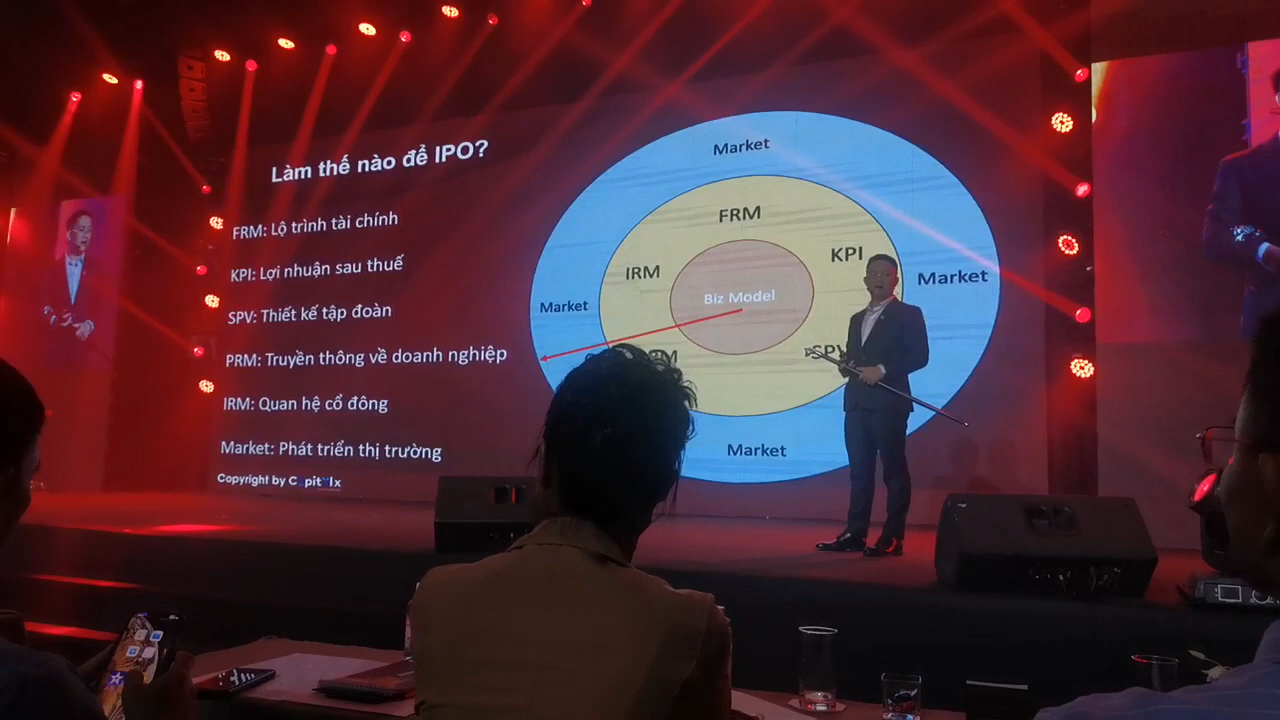 Làm thế nào để IPO?
FRM: Lộ trình tài chính
KPI: Lợi nhuận sau thuế
SPV: Thiết kế tập đoàn
PRM: Truyền thông về doanh nghiệp
IRM: Quan hệ cổ đông
Market: Phát triển thị trường
Copyright by
Market
FRM
KPI
IRM
Market
Biz Model
Market
SPV
Market